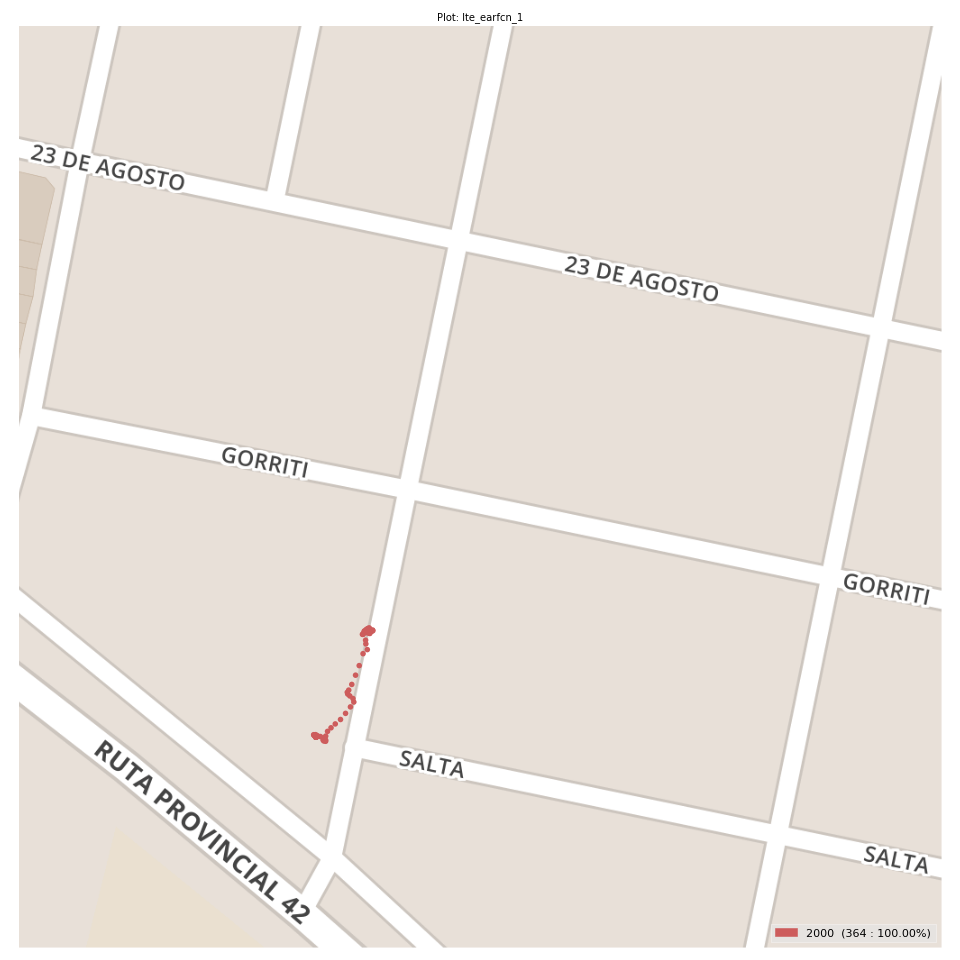 Plot: lte_earfcn_1
23 DE AGOSTO
23 DE AGOSTO
GORRITI
GORRITI
SALTA
RUTA PROVINCIAL 42
SALTA
2000 (364 : 100.00%)